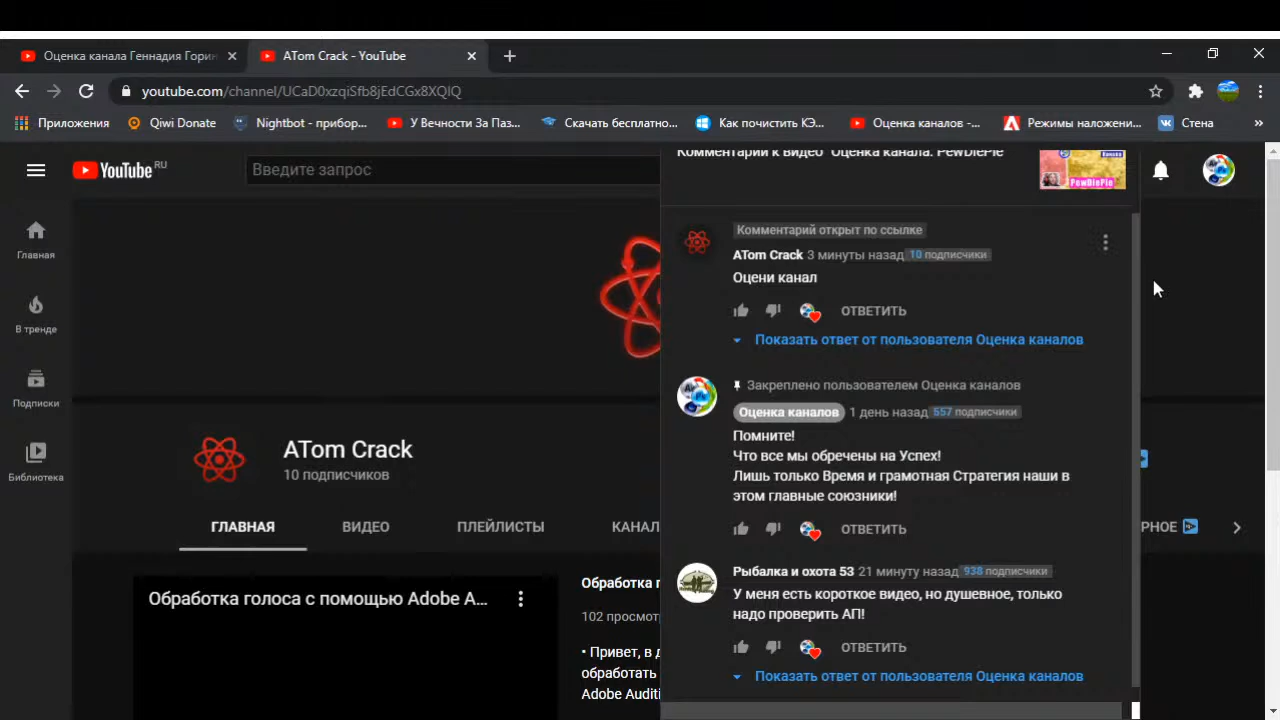 Оценка канала Геннадия Горин
ATom Crack - YouTube
youtube.com/channel/UCaD0xzqiSfb8jEdCGx8XQIQ
Приложения
Qiwi Donate
Nightbot - прибор...
У Вечности За Паз...
Скачать бесплатно...
Как почистить КЭ...
Оценка каналов -...
Режимы наложени...
Стена
YouTube RU
Введите запрос
Комментарии к видео "Оценка канала: PewDiePie"
PewDiePie
Главная
В тренде
Подписки
Библиотека
ATom Crack
10 подписчиков
ГЛАВНАЯ
ВИДЕО
ПЛЕЙЛИСТЫ
КАНАЛ
РНОЕ
Обработка голоса с помощью Adobe A...
Обработка г
102 просмот
• Привет, в д
обработать
Adobe Auditi
Комментарий открыт по ссылке
ATom Crack 3 минуты назад 10 подписчики
Оцени канал
ОТВЕТИТЬ
Показать ответ от пользователя Оценка каналов
Закреплено пользователем Оценка каналов
Оценка каналов 1 день назад 557 подписчики
Помните!
Что все мы обречены на Успех!
Лишь только Время и грамотная Стратегия наши в
этом главные союзники!
ОТВЕТИТЬ
Рыбалка и охота 53 21 минуту назад 938 подписчики
У меня есть короткое видео, но душевное, только
надо проверить АП!
ОТВЕТИТЬ
Показать ответ от пользователя Оценка каналов